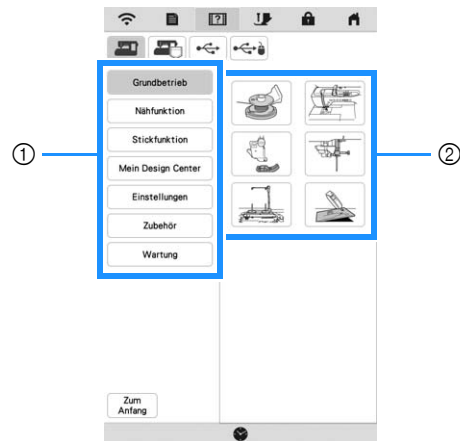 Grundbetrieb
Nähfunktion
Stickfunktion
Mein Design Center
Einstellungen
Zubehör
Wartung
Zum
Anfang
①
②